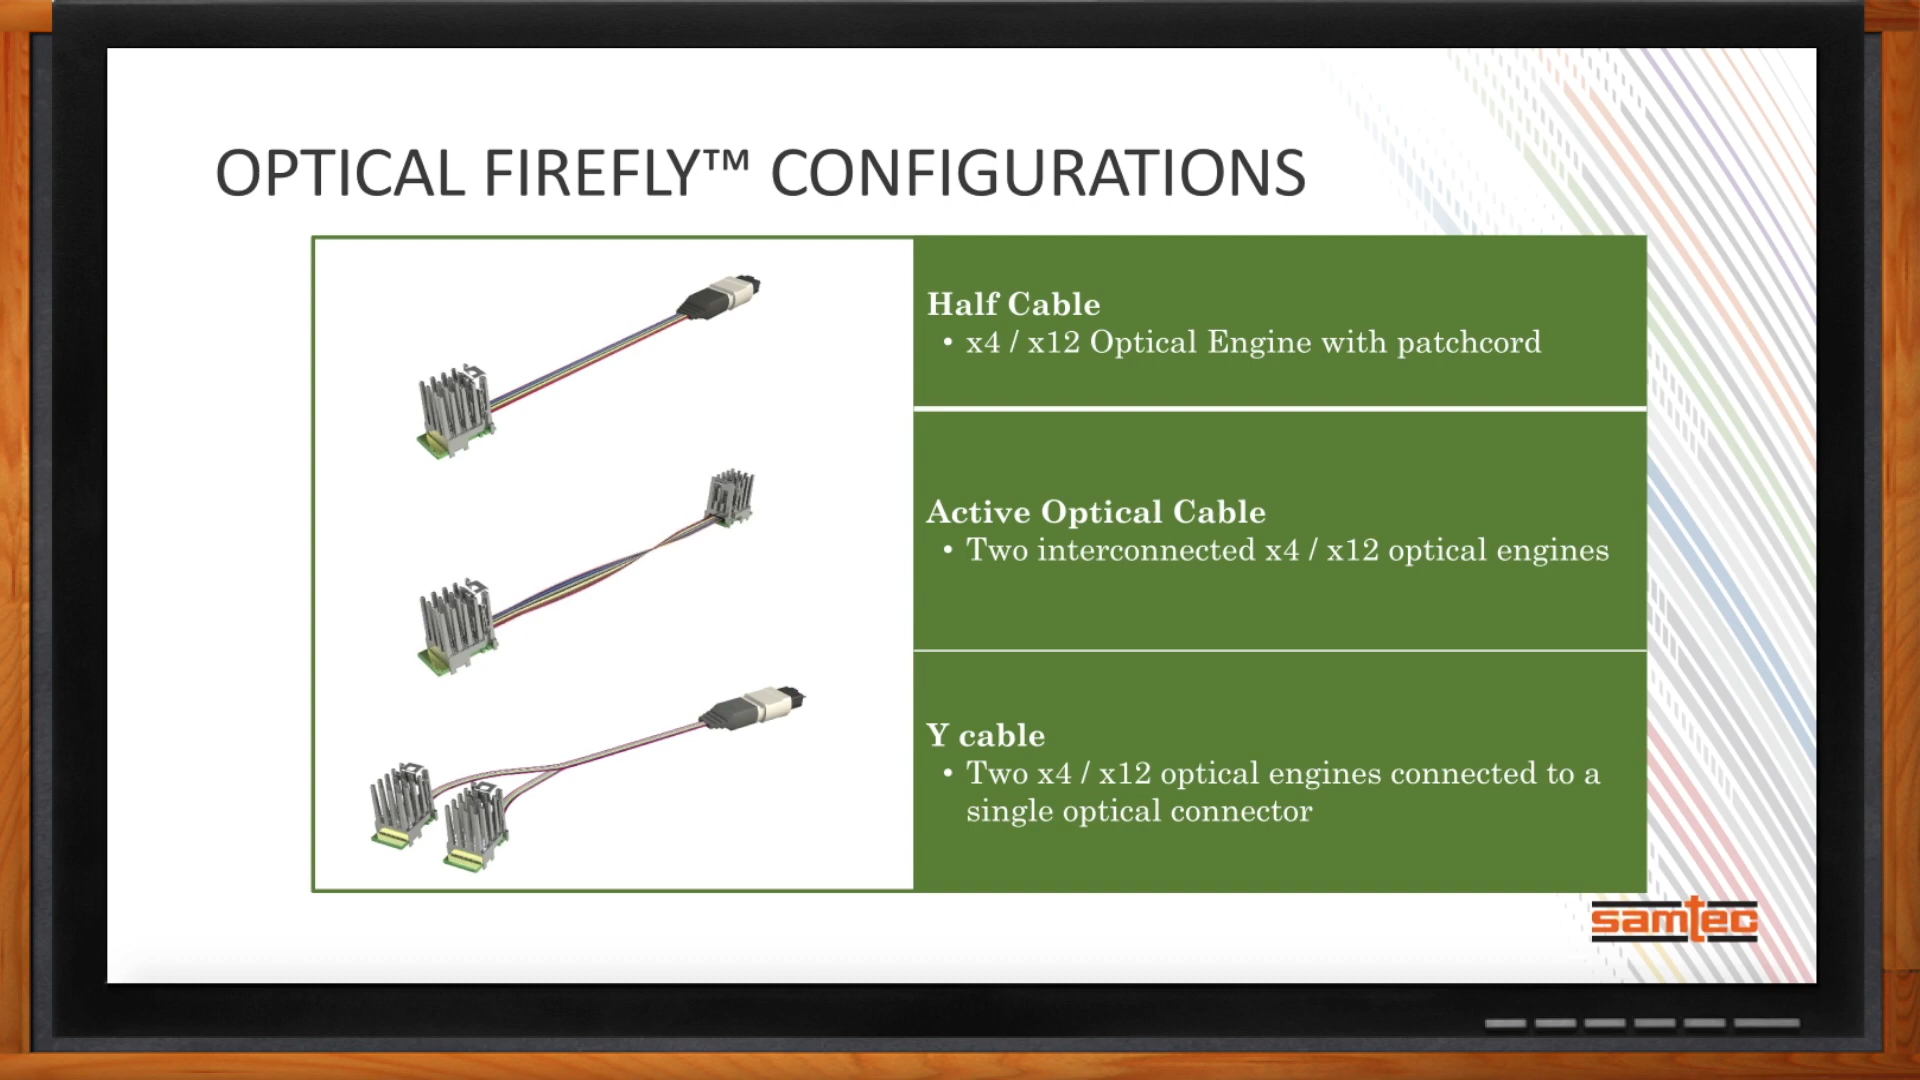 OPTICAL FIREFLY™ CONFIGURATIONS
Half Cable
• x4 / x12 Optical Engine with patchcord
Active Optical Cable
• Two interconnected x4 / x12 optical engines
Y cable
• Two x4 / x12 optical engines connected to a
single optical connector
samtec